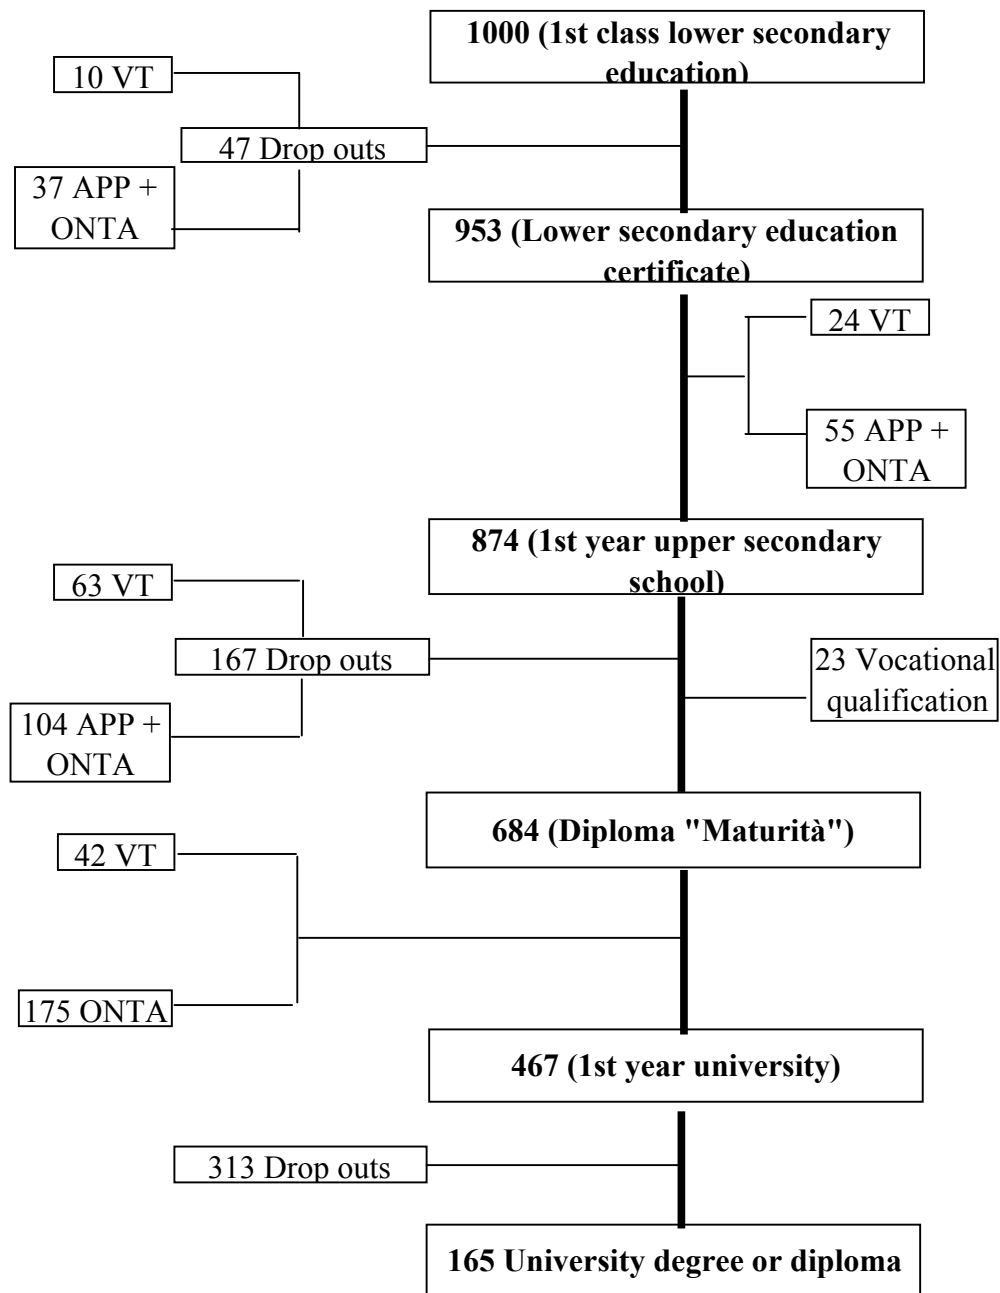 1000 (1st class lower secondary
education)
10 VT
47 Drop outs
37 APP +
ONTA
953 (Lower secondary education
certificate)
24 VT
55 APP +
ONTA
874 (1st year upper secondary
school)
63 VT
167 Drop outs
23 Vocational
qualification
104 APP +
ONTA
684 (Diploma "Maturità")
42 VT
175 ONTA
467 (1st year university)
313 Drop outs
165 University degree or diploma